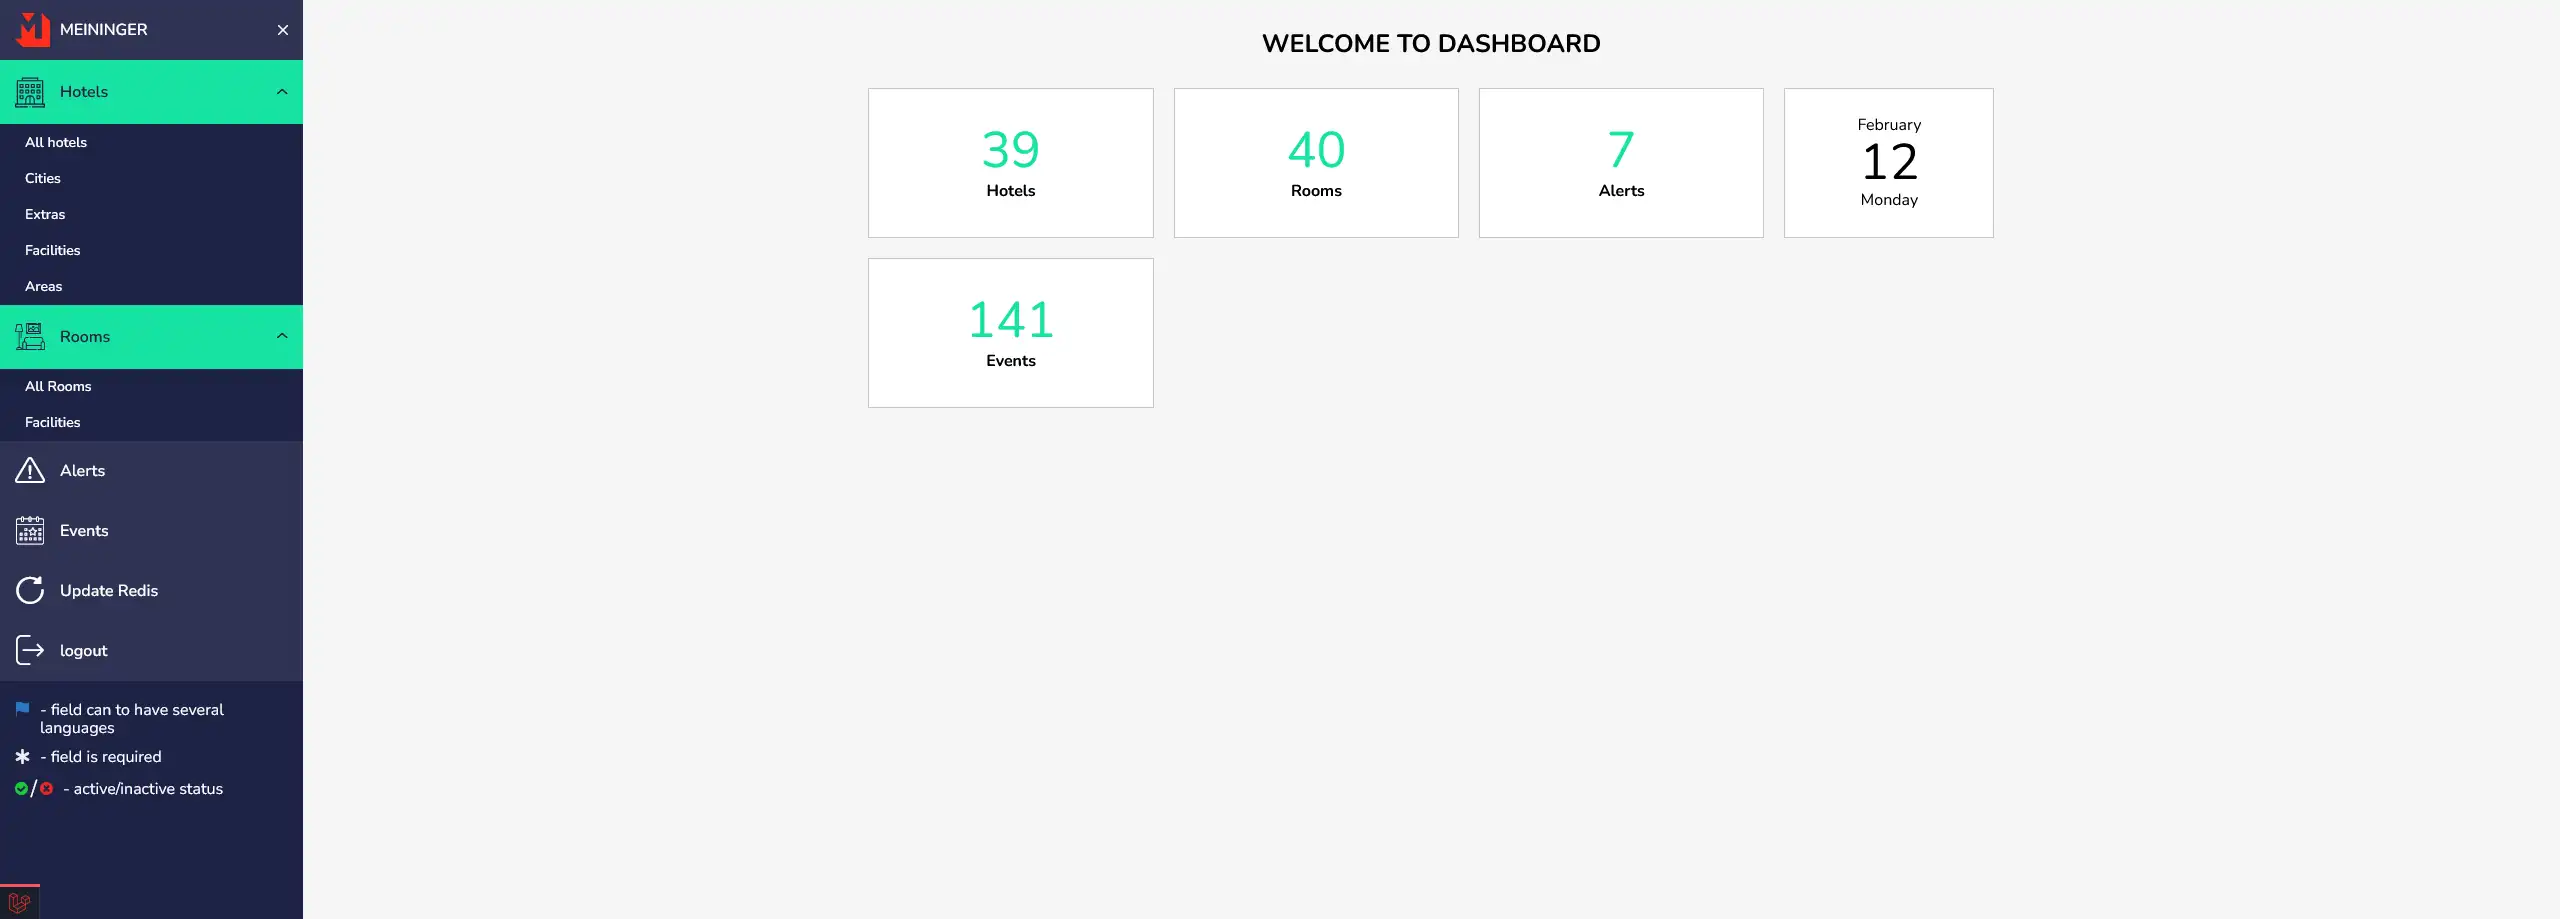 MEININGER
Hotels
All hotels
Cities
Extras
Facilities
Areas
Rooms
All Rooms
Facilities
Alerts
Events
Update Redis
logout
- field can to have several
languages
- field is required
/ - active/inactive status
WELCOME TO DASHBOARD
39
Hotels
40
Rooms
7
Alerts
February
12
Monday
141
Events